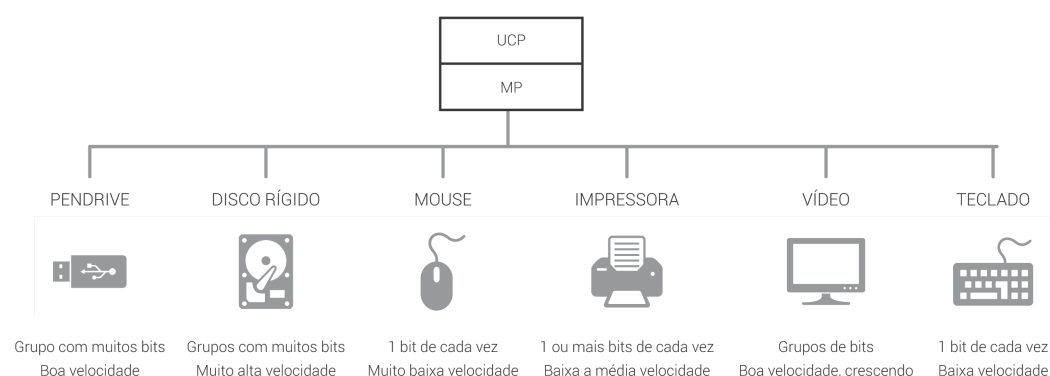 UCP
MP
PENDRIVE
DISCO RÍGIDO
MOUSE
IMPRESSORA
VÍDEO
TECLADO
Grupo com muitos bits
Boa velocidade
Grupos com muitos bits
Muito alta velocidade
1 bit de cada vez
Muito baixa velocidade
1 ou mais bits de cada vez
Baixa a média velocidade
Grupos de bits
Boa velocidade, crescendo
1 bit de cada vez
Baixa velocidade